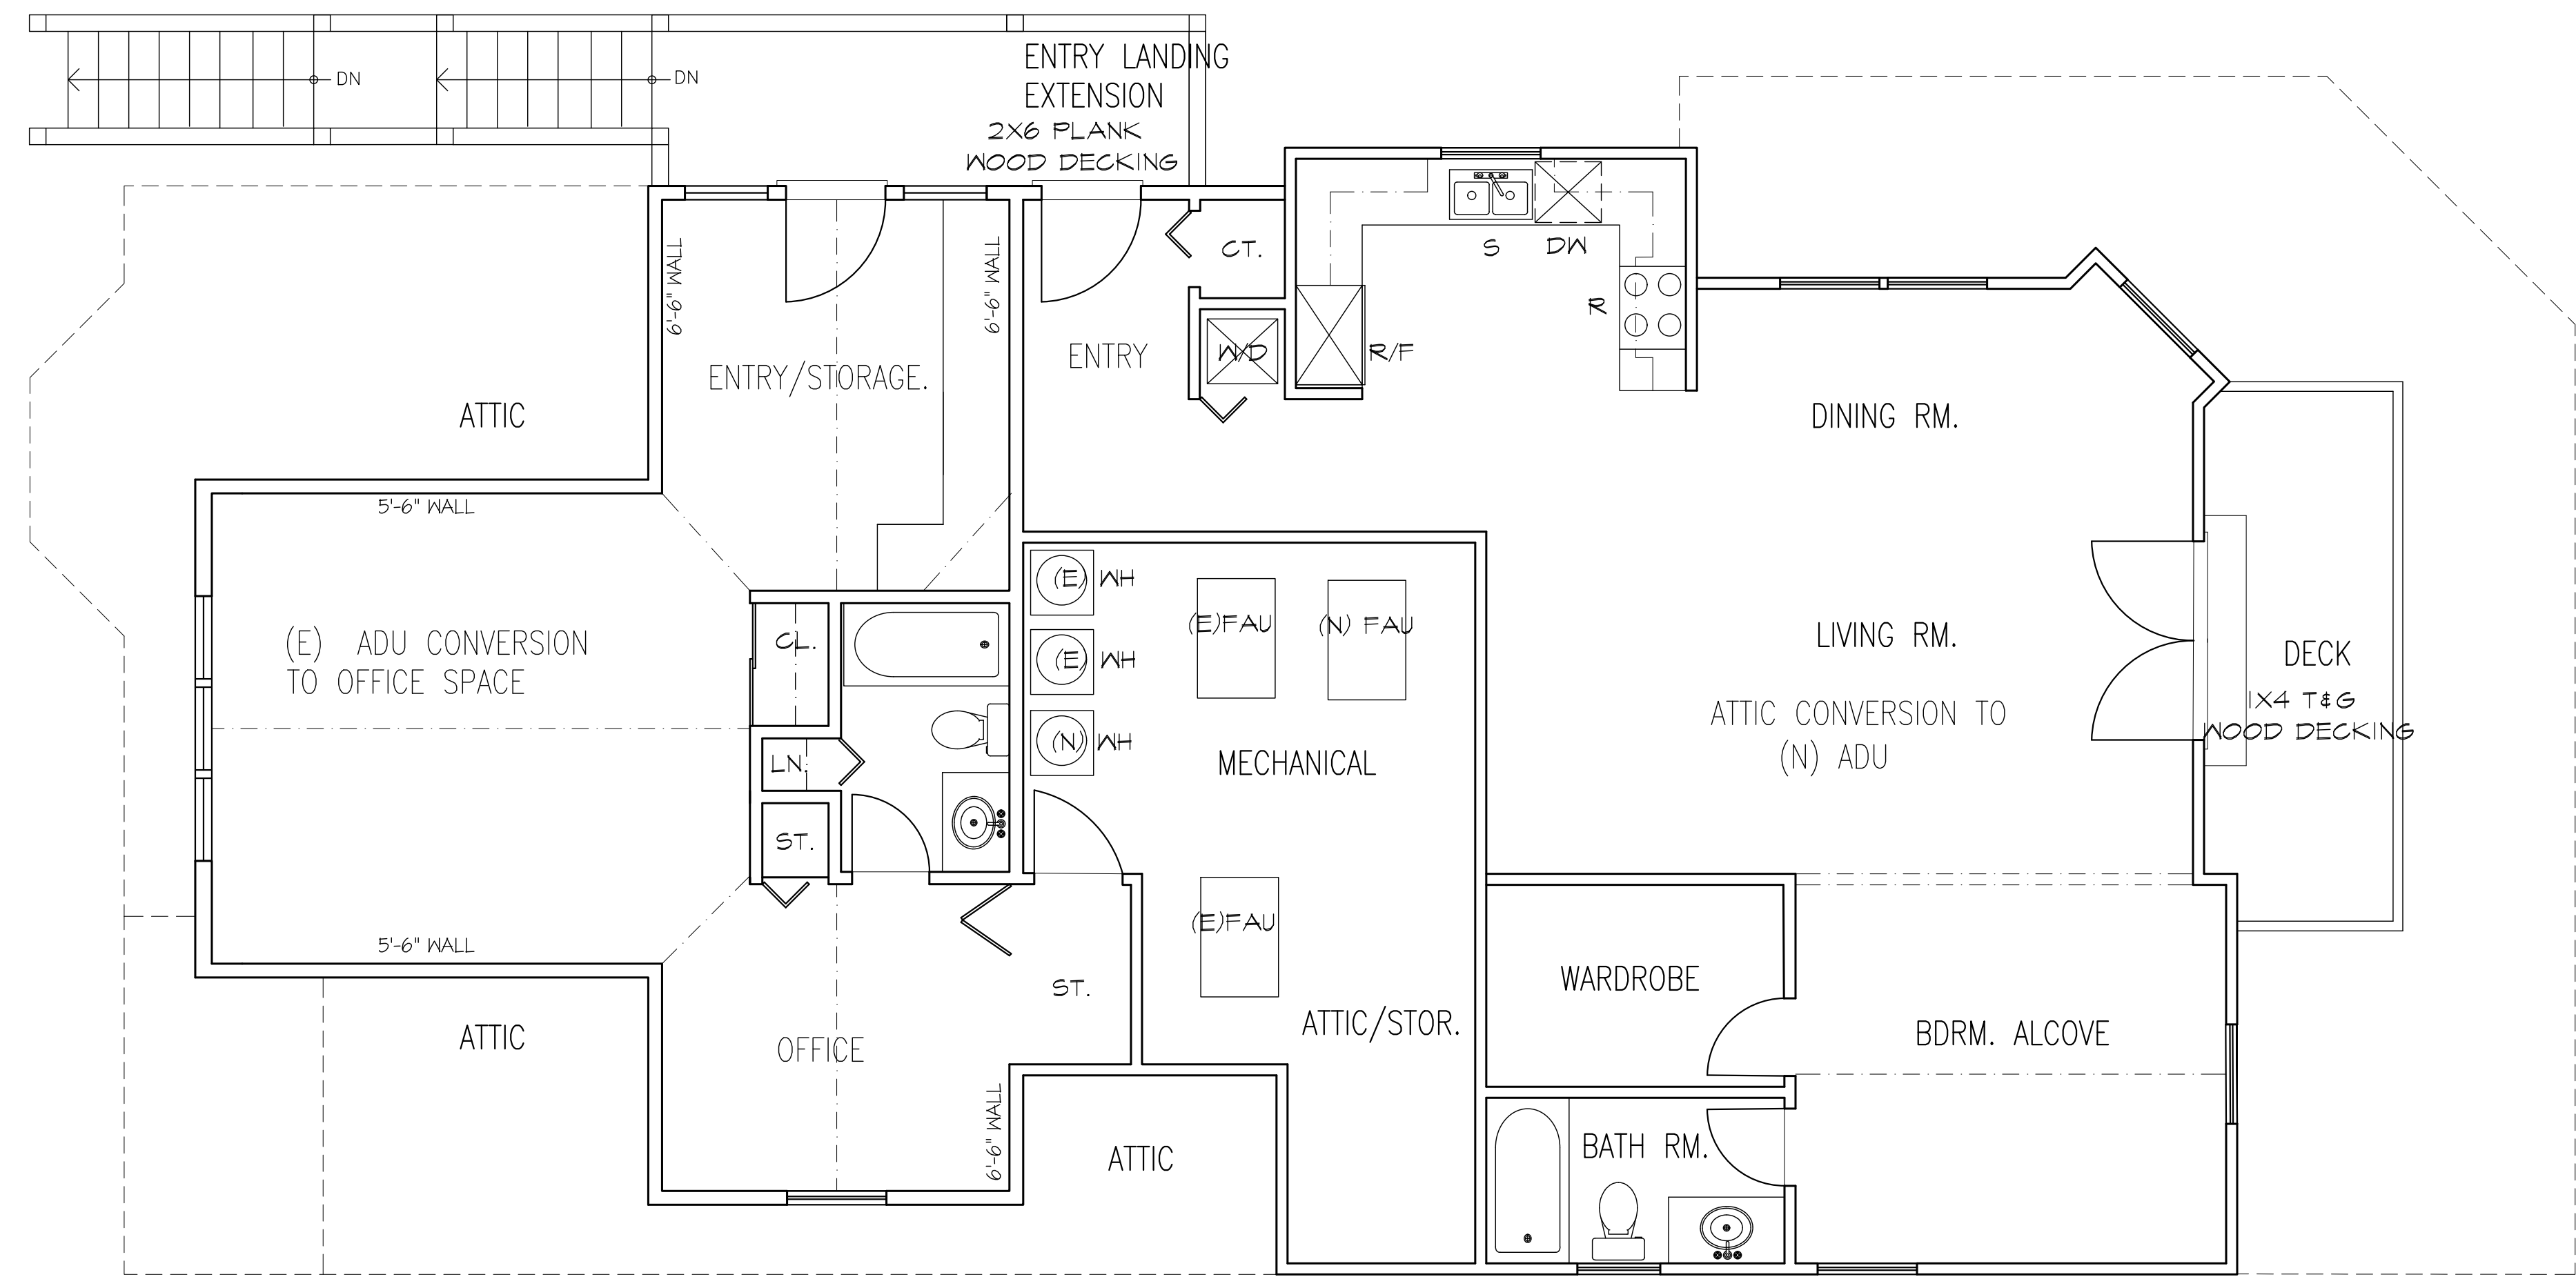 DN
DN
ENTRY LANDING
EXTENSION
2X6 PLANK
WOOD DECKING
6'-6" WALL
6'-6" WALL
CT.
S
DW
R
ENTRY/STORAGE.
ENTRY
W/D
R/F
ATTIC
DINING RM.
5'-6" WALL
(E) WH
(E)FAU
(N) FAU
(E) ADU CONVERSION
TO OFFICE SPACE
CL.
(E) WH
LIVING RM.
DECK
1X4 T&G
WOOD DECKING
ATTIC CONVERSION TO
(N) ADU
(N) WH
LN.
MECHANICAL
ST.
(E)FAU
5'-6" WALL
ST.
WARDROBE
ATTIC
OFFICE
ATTIC/STOR.
BDRM. ALCOVE
6'-6" WALL
ATTIC
BATH RM.